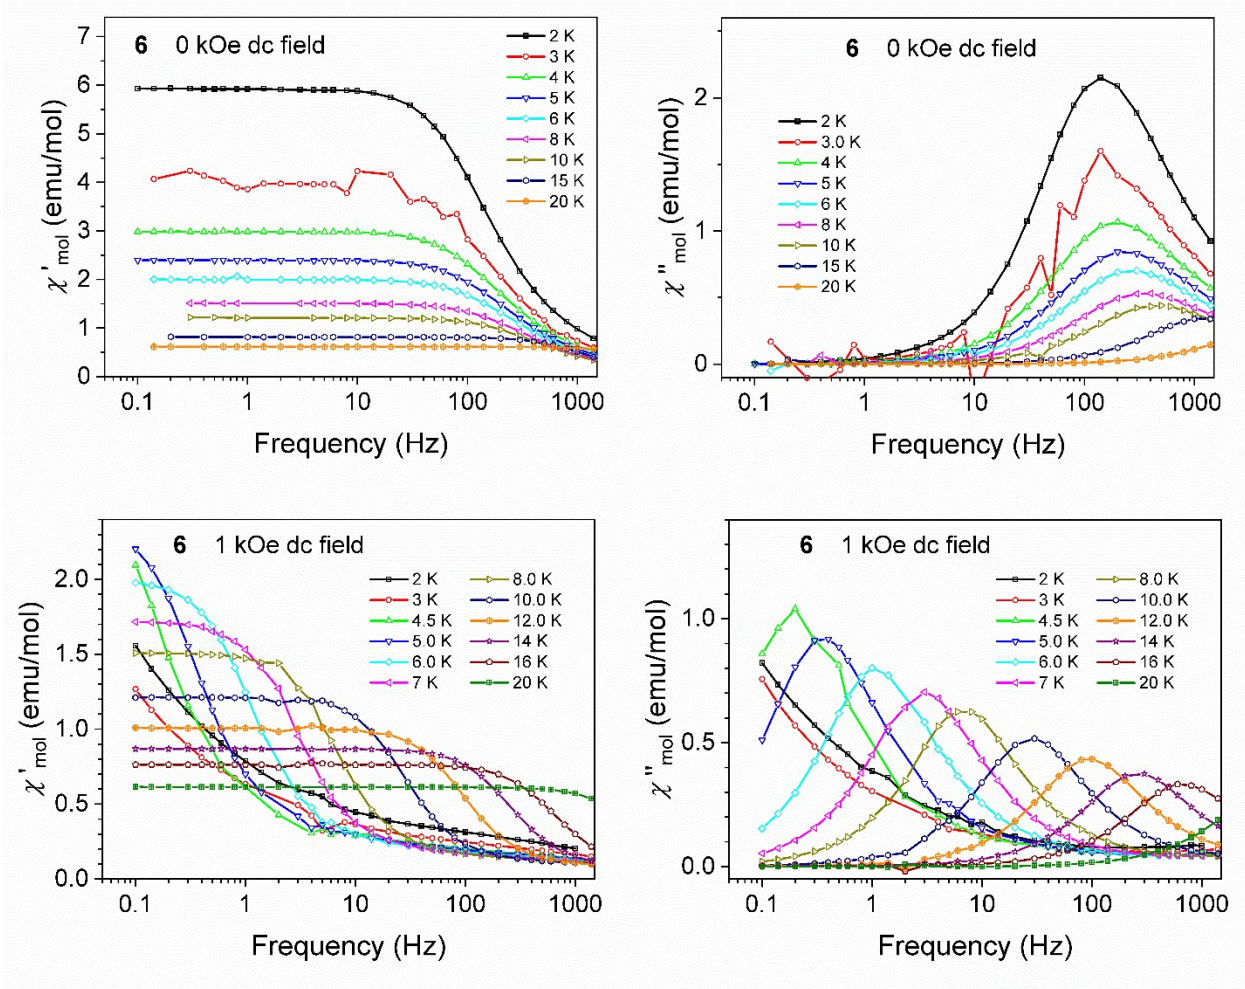 6 0 kOe dc field
χ'mol (emu/mol)
7
6
5
4
3
2
1
0
2 K
3 K
4 K
5 K
6 K
8 K
10 K
15 K
20 K
0.1 1 10 100 1000
Frequency (Hz)
6 0 kOe dc field
χ"mol (emu/mol)
2
1
0
2 K
3.0 K
4 K
5 K
6 K
8 K
10 K
15 K
20 K
0.1 1 10 100 1000
Frequency (Hz)
6 1 kOe dc field
χ'mol (emu/mol)
2.0
1.5
1.0
0.5
0.0
2 K 8.0 K
3 K 10.0 K
4.5 K 12.0 K
5.0 K 14 K
6.0 K 16 K
7 K 20 K
0.1 1 10 100 1000
Frequency (Hz)
6 1 kOe dc field
χ"mol (emu/mol)
1.0
0.5
0.0
2 K 8.0 K
3 K 10.0 K
4.5 K 12.0 K
5.0 K 14 K
6.0 K 16 K
7 K 20 K
0.1 1 10 100 1000
Frequency (Hz)